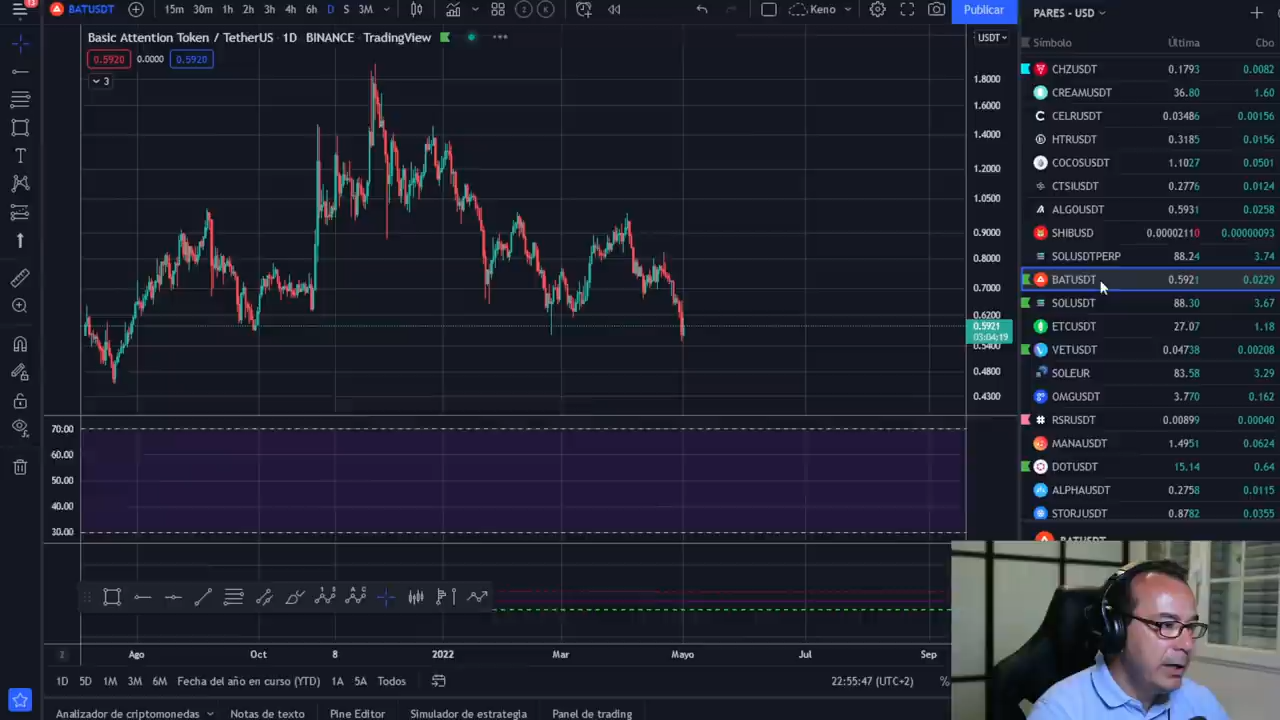 13
BATUSDT
15m 30m 1h 2h 3h 4h 6h D S 3M
Keno
Publicar
PARES - USD
Basic Attention Token / TetherUS 1D BINANCE TradingView
USDT
Símbolo Última Cbo
0.5920 0.0000 0.5920
3
CHZUSDT 0.1793 0.0082
CREAMUSDT 36.80 1.60
CELRUSDT 0.03486 0.00156
HTRUSDT 0.3185 0.0156
COCOSUSDT 1.1027 0.0501
CTSIUSDT 0.2776 0.0124
ALGOUSDT 0.5931 0.0258
SHIBUSD 0.00002110 0.00000093
SOLUSDTPERP 88.24 3.74
BATUSDT 0.5921 0.0229
SOLUSDT 88.30 3.67
ETCUSDT 27.07 1.18
VETUSDT 0.04738 0.00208
SOLEUR 83.58 3.29
OMGUSDT 3.770 0.162
RSRUSDT 0.00899 0.00040
MANAUSDT 1.4951 0.0624
DOTUSDT 15.14 0.64
ALPHAUSDT 0.2758 0.0115
STORJUSDT 0.8782 0.0355
BATUSDT
1.8000
1.6000
1.4000
1.2000
1.0500
0.9000
0.8000
0.7000
0.6200
0.5921
03:04:19
0.5400
0.4800
0.4300
70.00
60.00
50.00
40.00
30.00
Ago Oct 8 2022 Mar Mayo Jul Sep
1D 5D 1M 3M 6M Fecha del año en curso (YTD) 1A 5A Todos
22:55:47 (UTC+2) %
Analizador de criptomonedas Notas de texto Pine Editor Simulador de estrategia Panel de trading